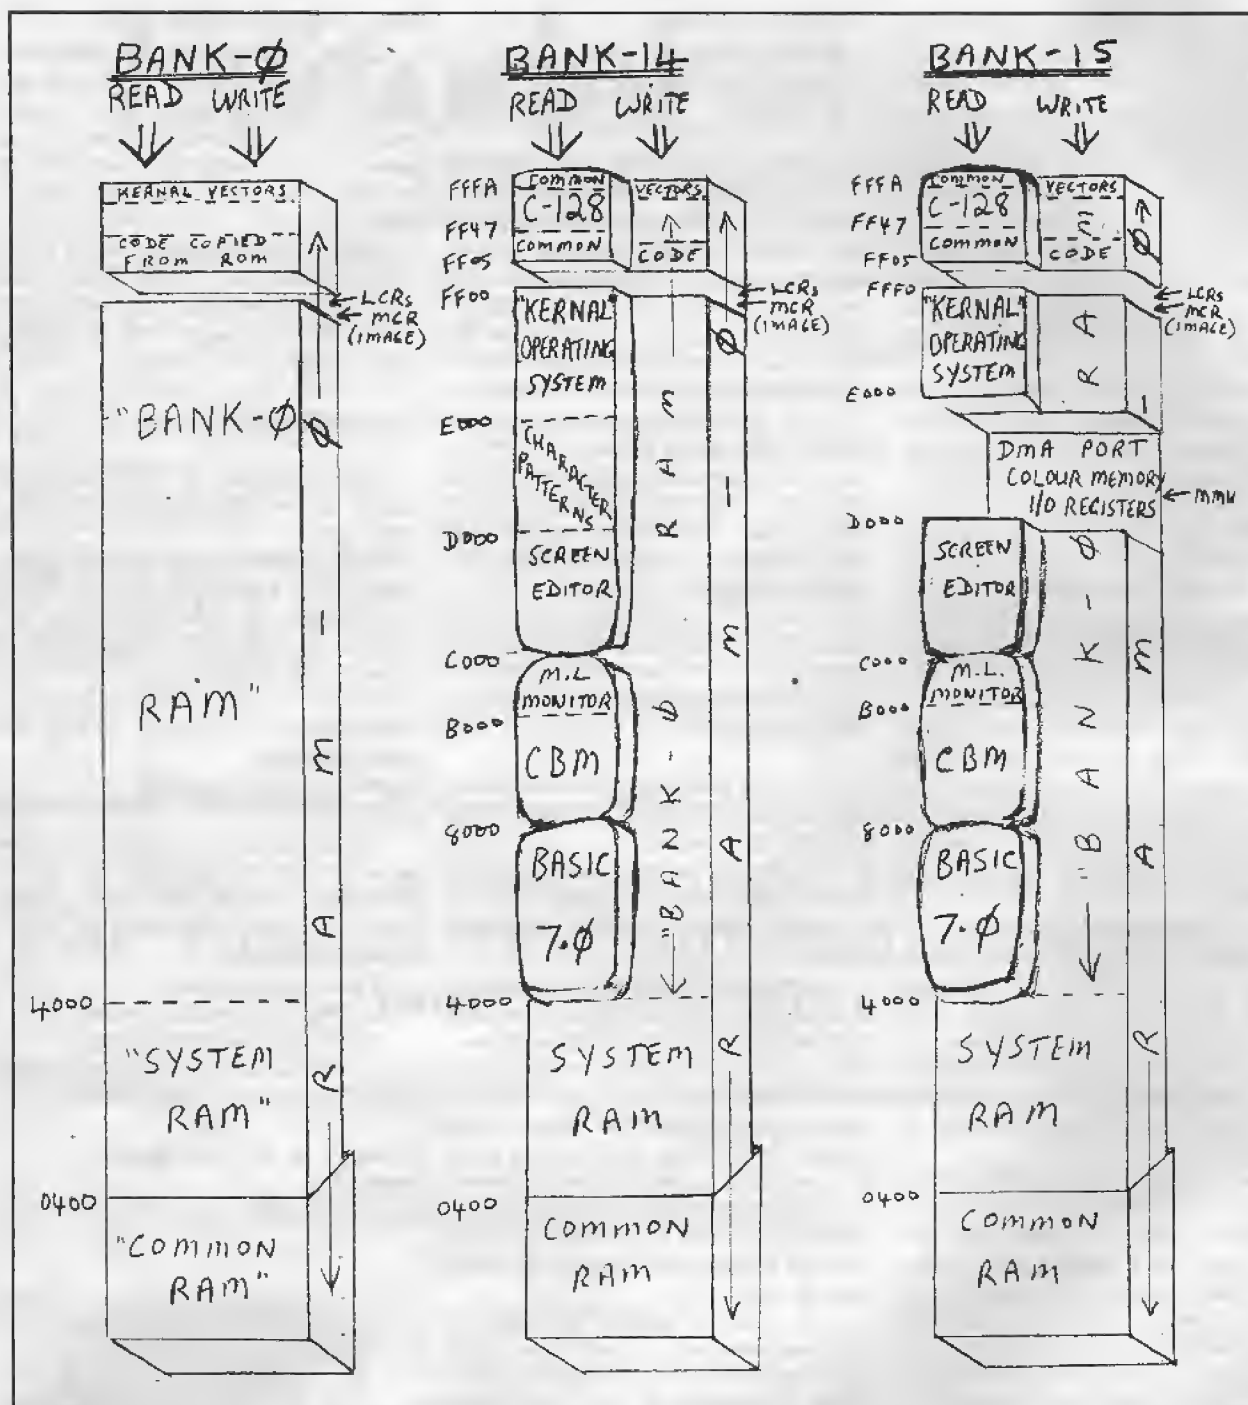 BANK-Ø
READ WRITE
KERNAL VECTORS
CODE COPIED
FROM ROM
LCRs
MCR
(IMAGE)
"BANK-Ø
RAM"
RAM-Ø
4000
"SYSTEM
RAM"
0400
"COMMON
RAM"
BANK-14
READ WRITE
FFFA
COMMON
VECTORS
C-128
FF47
COMMON
CODE
FF05
FF00
LCRs
MCR
(IMAGE)
"KERNAL"
OPERATING
SYSTEM
E000
CHARACTER
PATTERNS
D000
SCREEN
EDITOR
C000
M.L
MONITOR
B000
CBM
8000
BASIC
7.Ø
"BANK-Ø RAM
RAM-Ø
4000
SYSTEM
RAM
0400
COMMON
RAM
BANK-15
READ WRITE
FFFA
COMMON
VECTORS
C-128
FF47
COMMON
CODE
FF05
FFF0
LCRs
MCR
(IMAGE)
"KERNAL"
OPERATING
SYSTEM
E000
DMA PORT
COLOUR MEMORY
I/O REGISTERS
MMU
D000
SCREEN
EDITOR
C000
M.L.
MONITOR
B000
CBM
8000
BASIC
7.Ø
"BANK-Ø RA
RAM-Ø
4000
SYSTEM
RAM
0400
COMMON
RAM